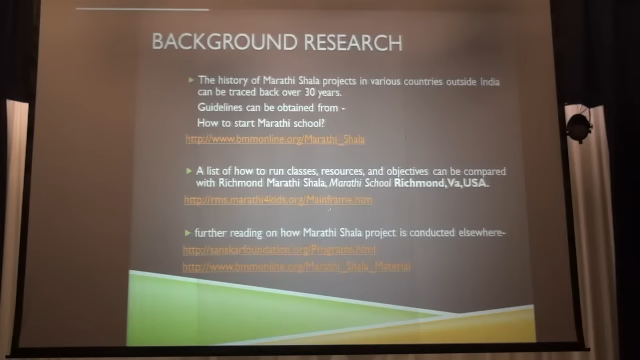 BACKGROUND RESEARCH
The history of Marathi Shala projects in various countries outside India
can be traced back over 30 years.
Guidelines can be obtained from -
How to start Marathi school?
http://www.bmmonline.org/Marathi_Shala
A list of how to run classes, resources, and objectives can be compared
with Richmond Marathi Shala, Marathi School Richmond,Va,USA.
http://rms.marathi4kids.org/Mainframe.htm
further reading on how Marathi Shala project is conducted elsewhere-
http://sanskarfoundation.org/Programs.html
http://www.bmmonline.org/Marathi_Shala_Material